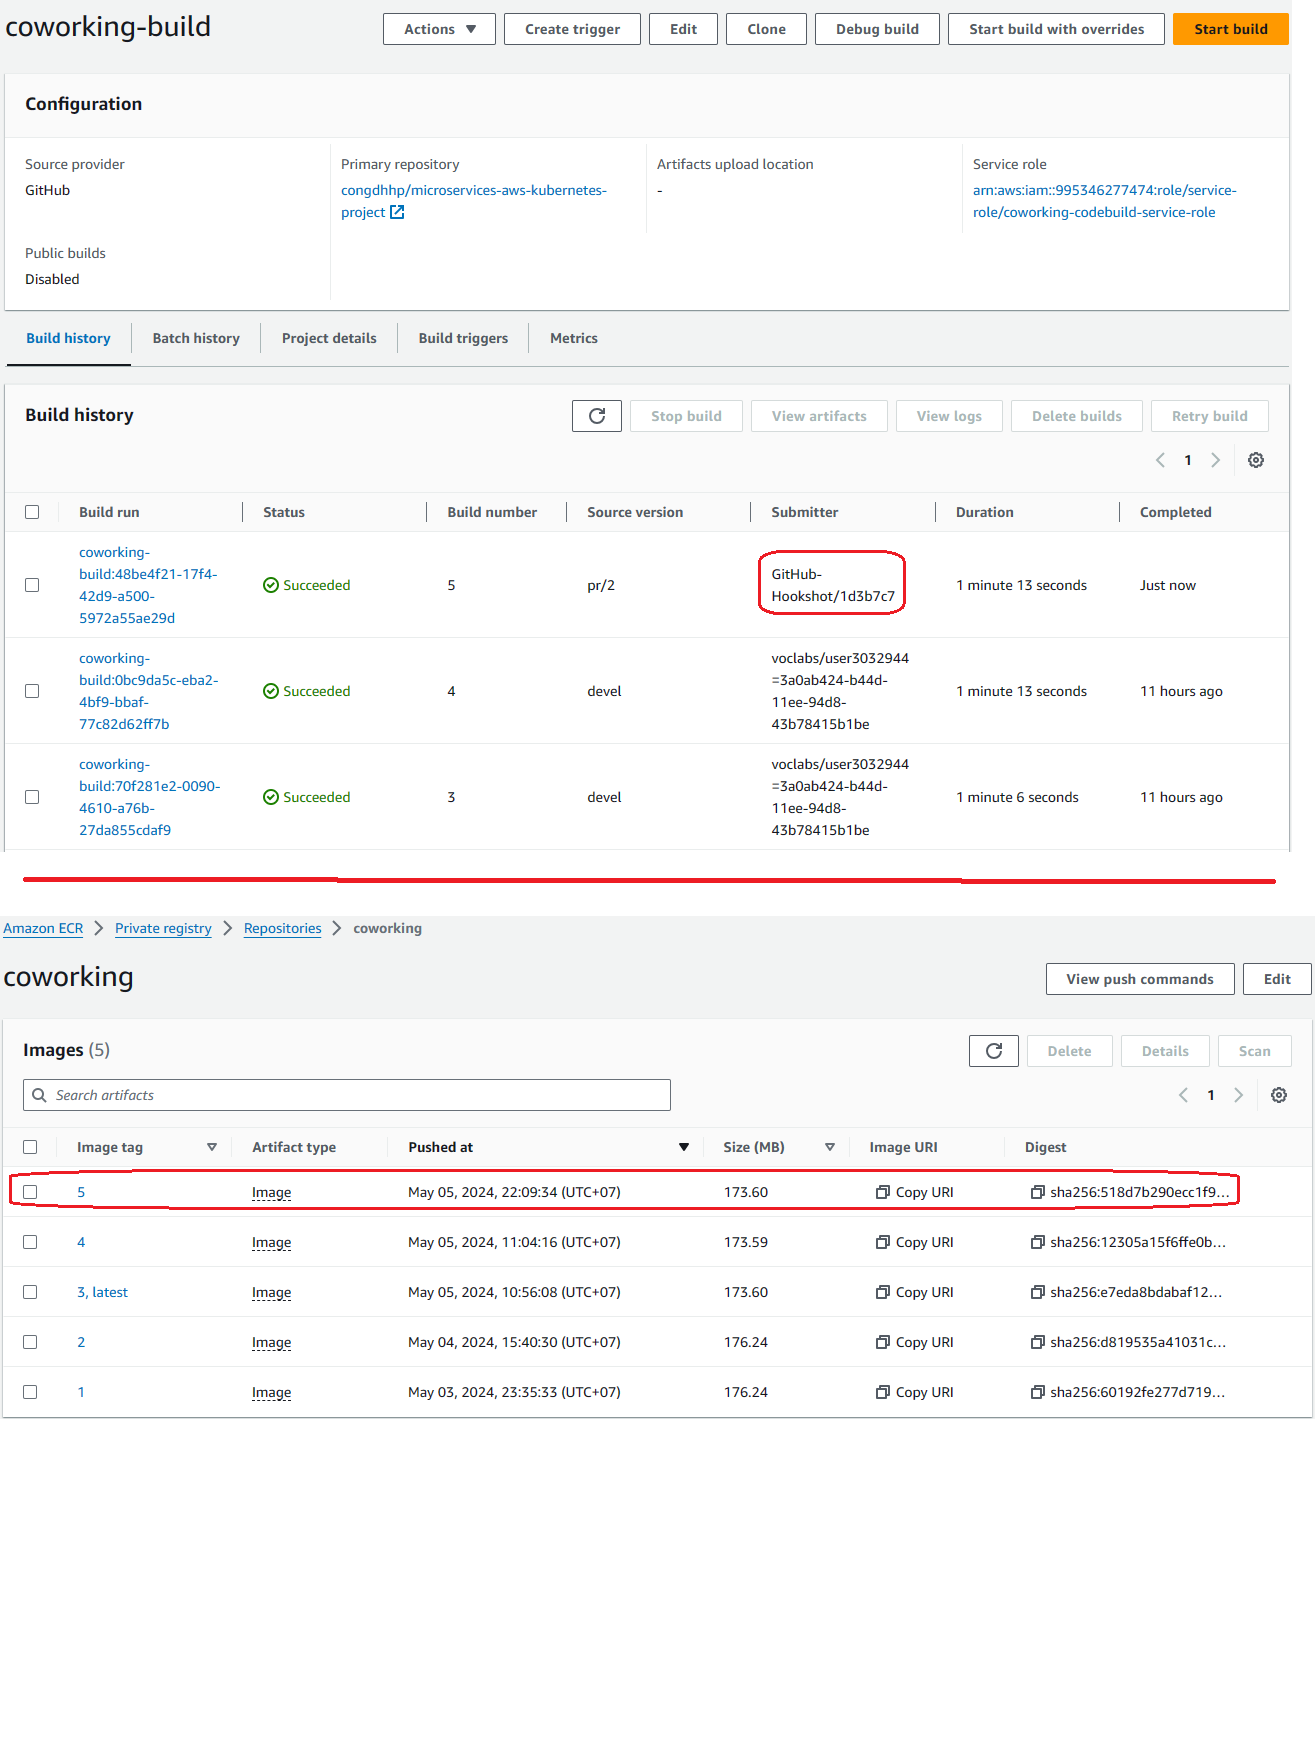 coworking-build
Actions
Create trigger
Edit
Clone
Debug build
Start build with overrides
Start build
Configuration
Source provider
GitHub
Primary repository
congdhhp/microservices-aws-kubernetes-
project
Artifacts upload location
-
Service role
arn:aws:iam::995346277474:role/service-
role/coworking-codebuild-service-role
Public builds
Disabled
Build history
Batch history
Project details
Build triggers
Metrics
Build history
Stop build
View artifacts
View logs
Delete builds
Retry build
1
Build run
Status
Build number
Source version
Submitter
Duration
Completed
coworking-
build:48be4f21-17f4-
42d9-a500-
5972a55ae29d
Succeeded
5
pr/2
GitHub-
Hookshot/1d3b7c7
1 minute 13 seconds
Just now
coworking-
build:0bc9da5c-eba2-
4bf9-bbaf-
77c82d62ff7b
Succeeded
4
devel
voclabs/user3032944
=3a0ab424-b44d-
11ee-94d8-
43b78415b1be
1 minute 13 seconds
11 hours ago
coworking-
build:70f281e2-0090-
4610-a76b-
27da855cdaf9
Succeeded
3
devel
voclabs/user3032944
=3a0ab424-b44d-
11ee-94d8-
43b78415b1be
1 minute 6 seconds
11 hours ago
Amazon ECR
Private registry
Repositories
coworking
coworking
View push commands
Edit
Images (5)
Delete
Details
Scan
Search artifacts
1
Image tag
Artifact type
Pushed at
Size (MB)
Image URI
Digest
5
Image
May 05, 2024, 22:09:34 (UTC+07)
173.60
Copy URI
sha256:518d7b290ecc1f9...
4
Image
May 05, 2024, 11:04:16 (UTC+07)
173.59
Copy URI
sha256:12305a15f6ffe0b...
3, latest
Image
May 05, 2024, 10:56:08 (UTC+07)
173.60
Copy URI
sha256:e7eda8bdabaf12...
2
Image
May 04, 2024, 15:40:30 (UTC+07)
176.24
Copy URI
sha256:d819535a41031c...
1
Image
May 03, 2024, 23:35:33 (UTC+07)
176.24
Copy URI
sha256:60192fe277d719...